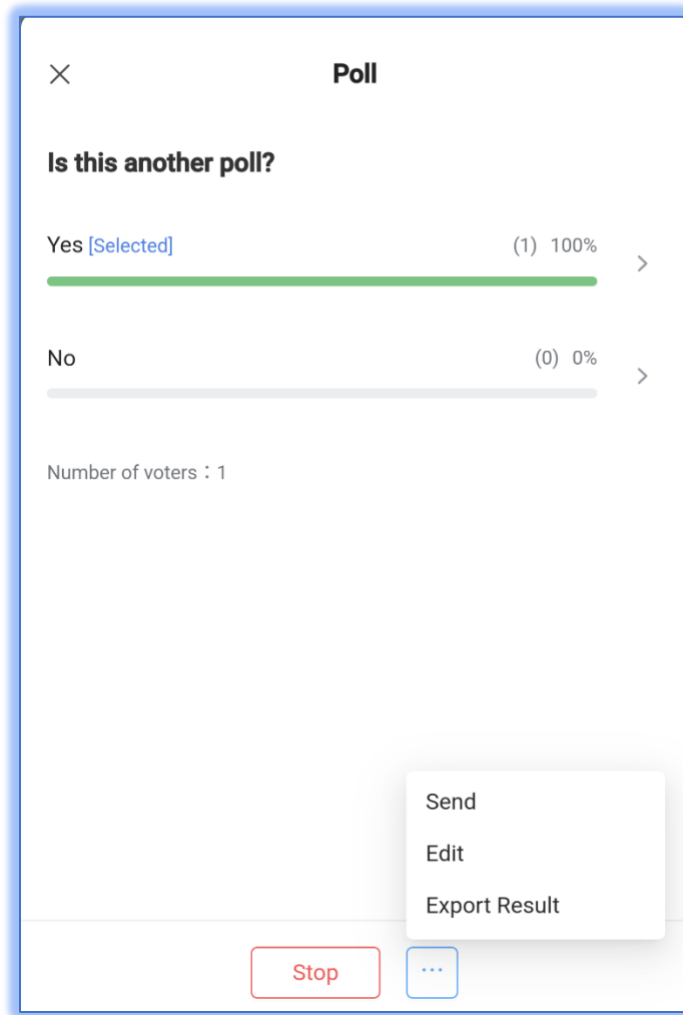 Poll
Is this another poll?
Yes [Selected] (1) 100%
No (0) 0%
Number of voters : 1
Send
Edit
Export Result
Stop ...